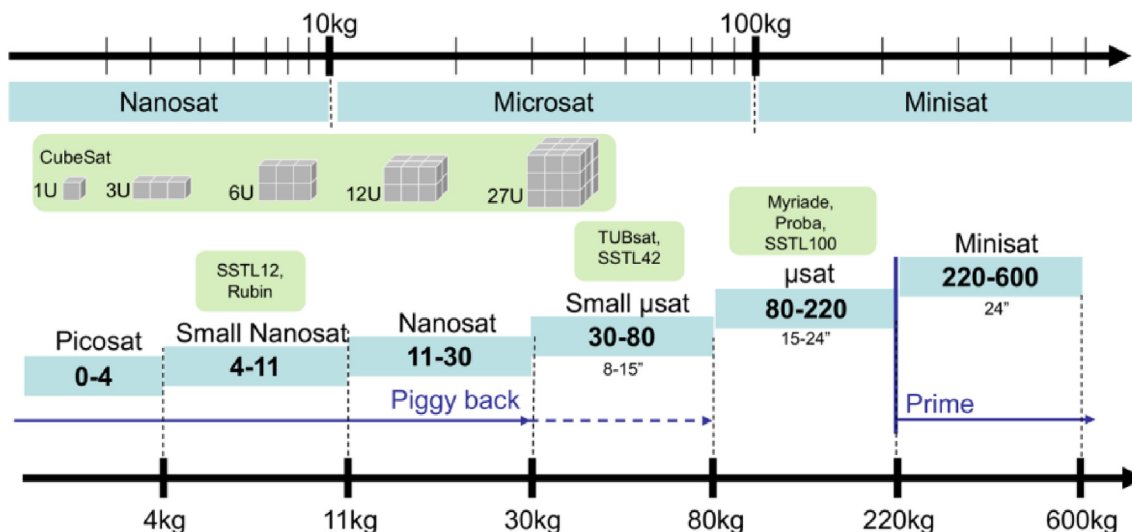 10kg
100kg
Nanosat
Microsat
Minisat
CubeSat
1U
3U
6U
12U
27U
Myriade,
Proba,
SSTL100
TUBsat,
SSTL42
SSTL12,
Rubin
Minisat
220-600
24”
µsat
80-220
15-24”
Small µsat
30-80
8-15”
Nanosat
11-30
Small Nanosat
4-11
Picosat
0-4
Piggy back
Prime
4kg
11kg
30kg
80kg
220kg
600kg